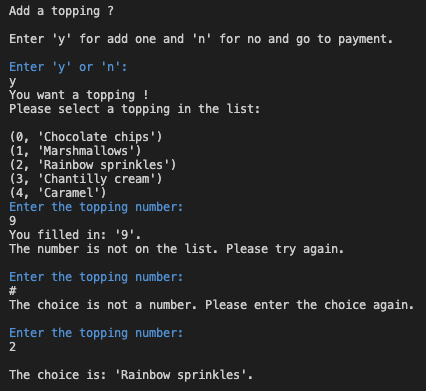 Add a topping ?
Enter 'y' for add one and 'n' for no and go to payment.
Enter 'y' or 'n':
y
You want a topping !
Please select a topping in the list:
(0, 'Chocolate chips')
(1, 'Marshmallows')
(2, 'Rainbow sprinkles')
(3, 'Chantilly cream')
(4, 'Caramel')
Enter the topping number:
9
You filled in: '9'.
The number is not on the list. Please try again.
Enter the topping number:
#
The choice is not a number. Please enter the choice again.
Enter the topping number:
2
The choice is: 'Rainbow sprinkles'.